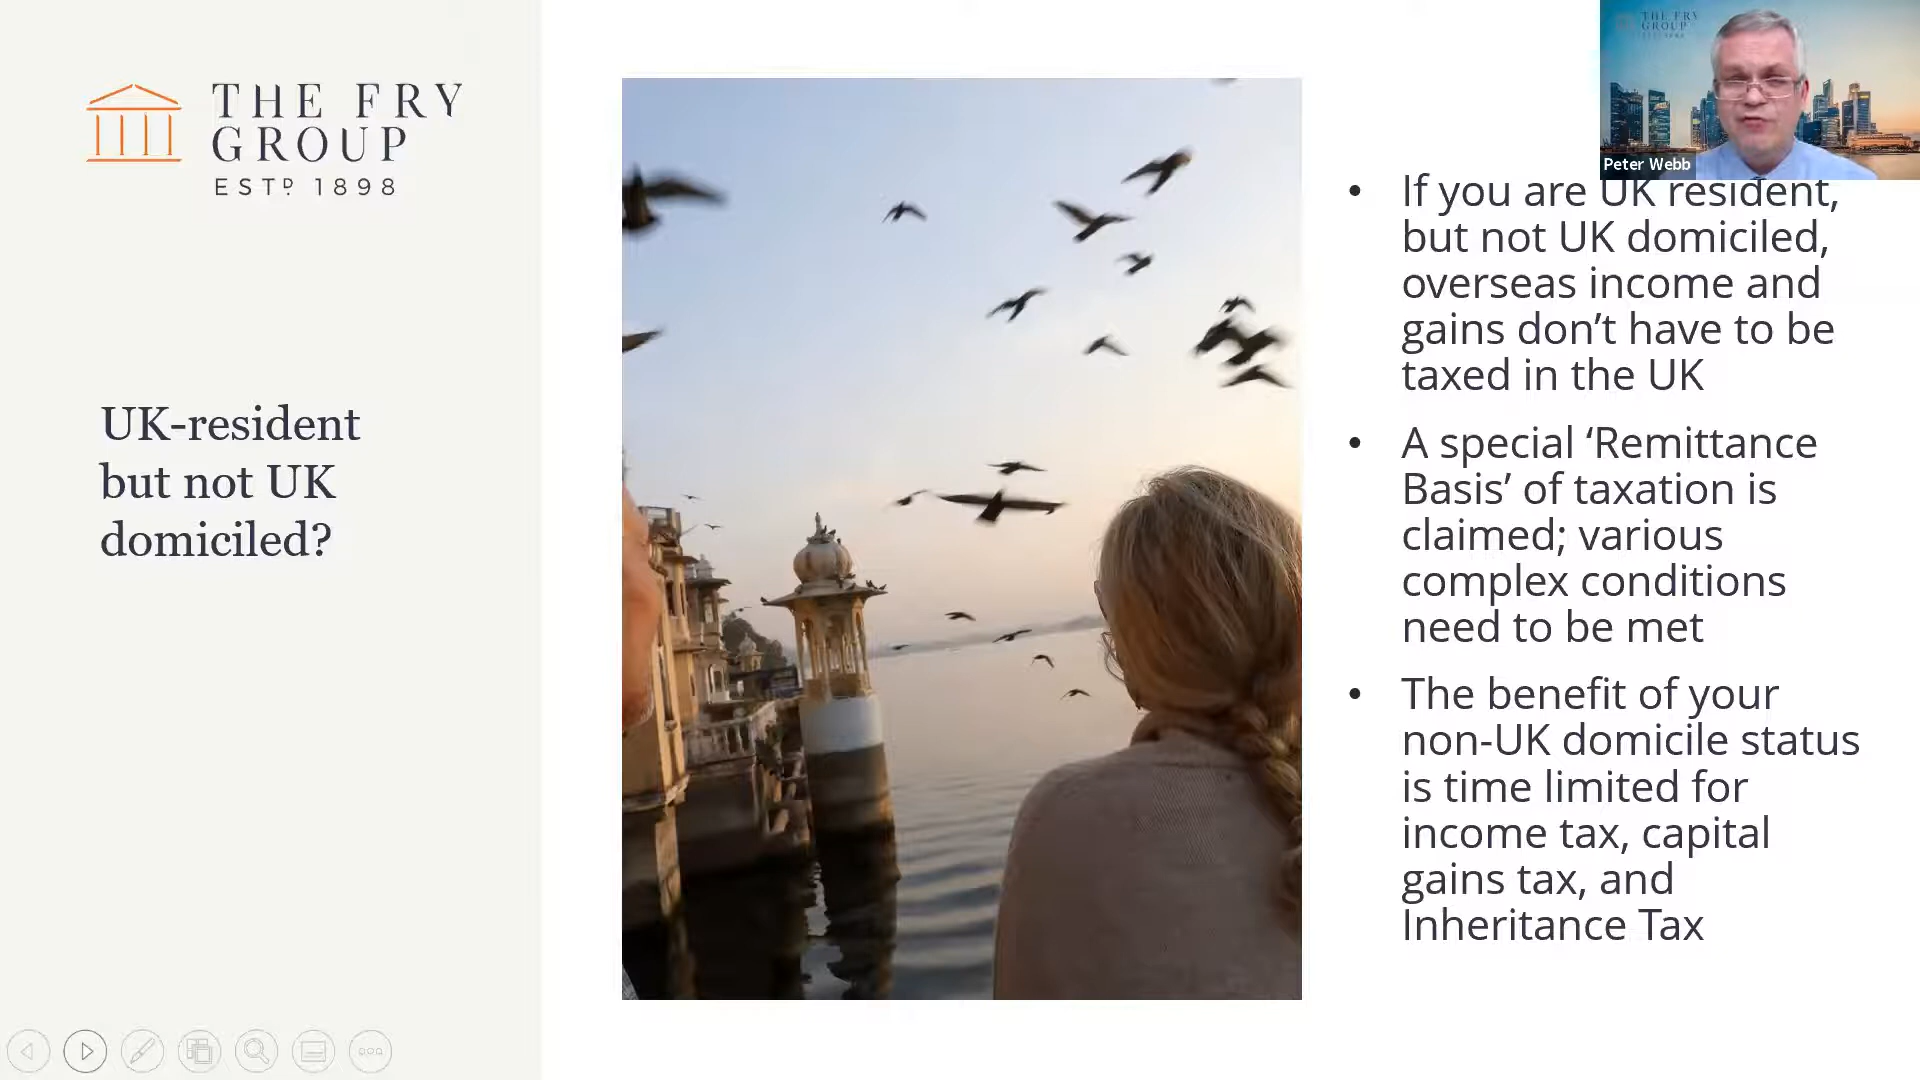 THE FRY
GROUP
ESTD 1898
UK-resident
but not UK
domiciled?
THE FRY
GROUP
Peter Webb
• If you are UK resident,
but not UK domiciled,
overseas income and
gains don’t have to be
taxed in the UK
• A special ‘Remittance
Basis’ of taxation is
claimed; various
complex conditions
need to be met
• The benefit of your
non-UK domicile status
is time limited for
income tax, capital
gains tax, and
Inheritance Tax